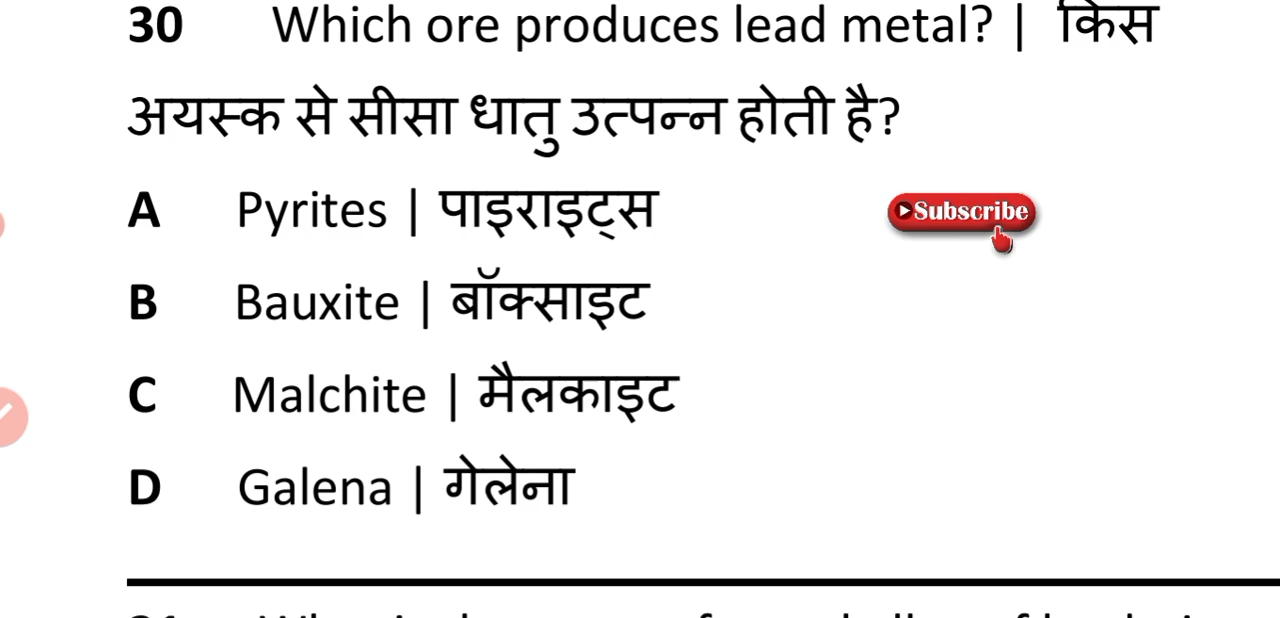 30 Which ore produces lead metal? | किस
अयस्क से सीसा धातु उत्पन्न होती है?
A Pyrites | पाइराइट्स
Subscribe
B Bauxite | बॉक्साइट
C Malchite | मैलकाइट
D Galena | गेलेना